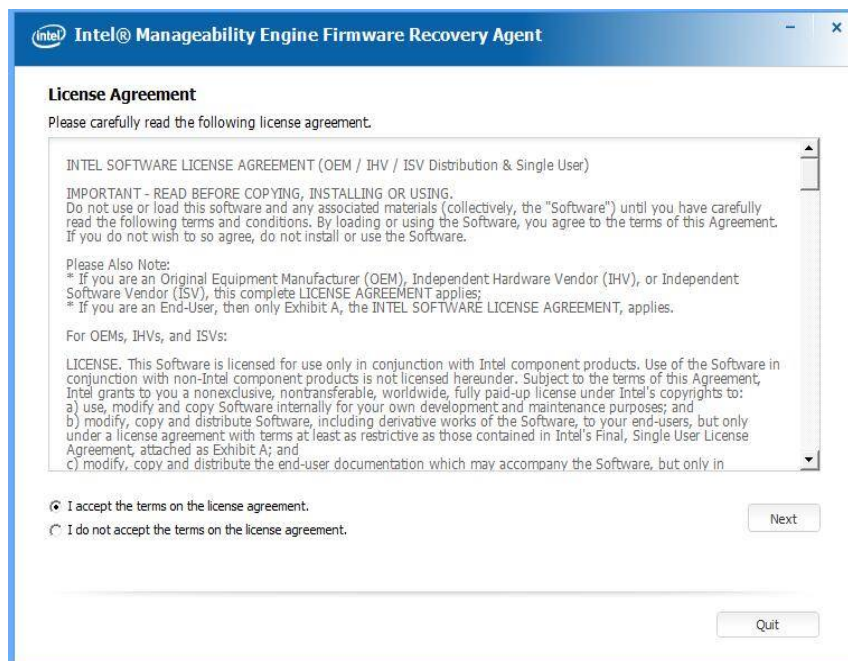 intel Intel® Manageability Engine Firmware Recovery Agent
License Agreement
Please carefully read the following license agreement.
INTEL SOFTWARE LICENSE AGREEMENT (OEM / IHV / ISV Distribution & Single User)
IMPORTANT - READ BEFORE COPYING, INSTALLING OR USING.
Do not use or load this software and any associated materials (collectively, the "Software") until you have carefully
read the following terms and conditions. By loading or using the Software, you agree to the terms of this Agreement.
If you do not wish to so agree, do not install or use the Software.
Please Also Note:
* If you are an Original Equipment Manufacturer (OEM), Independent Hardware Vendor (IHV), or Independent
Software Vendor (ISV), this complete LICENSE AGREEMENT applies;
* If you are an End-User, then only Exhibit A, the INTEL SOFTWARE LICENSE AGREEMENT, applies.
For OEMs, IHVs, and ISVs:
LICENSE. This Software is licensed for use only in conjunction with Intel component products. Use of the Software in
conjunction with non-Intel component products is not licensed hereunder. Subject to the terms of this Agreement,
Intel grants to you a nonexclusive, nontransferable, worldwide, fully paid-up license under Intel's copyrights to:
a) use, modify and copy Software internally for your own development and maintenance purposes; and
b) modify, copy and distribute Software, including derivative works of the Software, to your end-users, but only
under a license agreement with terms at least as restrictive as those contained in Intel's Final, Single User License
Agreement, attached as Exhibit A; and
c) modify, copy and distribute the end-user documentation which may accompany the Software, but only in
I accept the terms on the license agreement.
I do not accept the terms on the license agreement.
Next
Quit